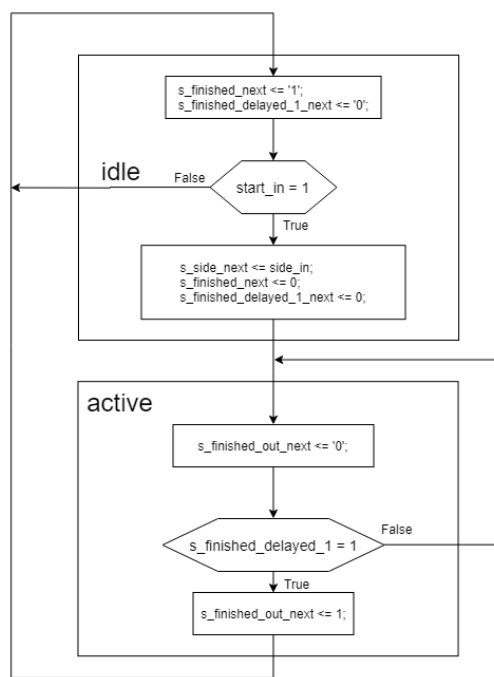 s_finished_next <= '1';
s_finished_delayed_1_next <= '0';
idle
False
start_in = 1
True
s_side_next <= side_in;
s_finished_next <= 0;
s_finished_delayed_1_next <= 0;
active
s_finished_out_next <= '0';
False
s_finished_delayed_1 = 1
True
s_finished_out_next <= 1;